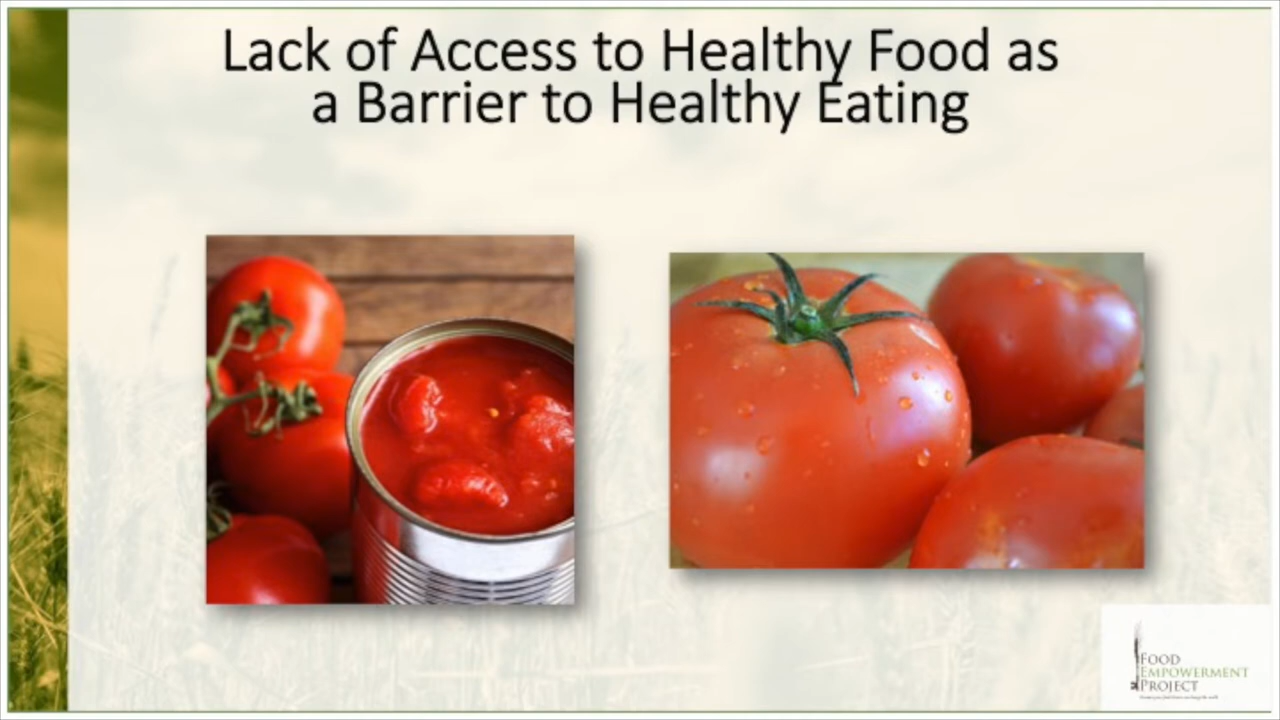 Lack of Access to Healthy Food as
a Barrier to Healthy Eating
FOOD
EMPOWERMENT
PROJECT